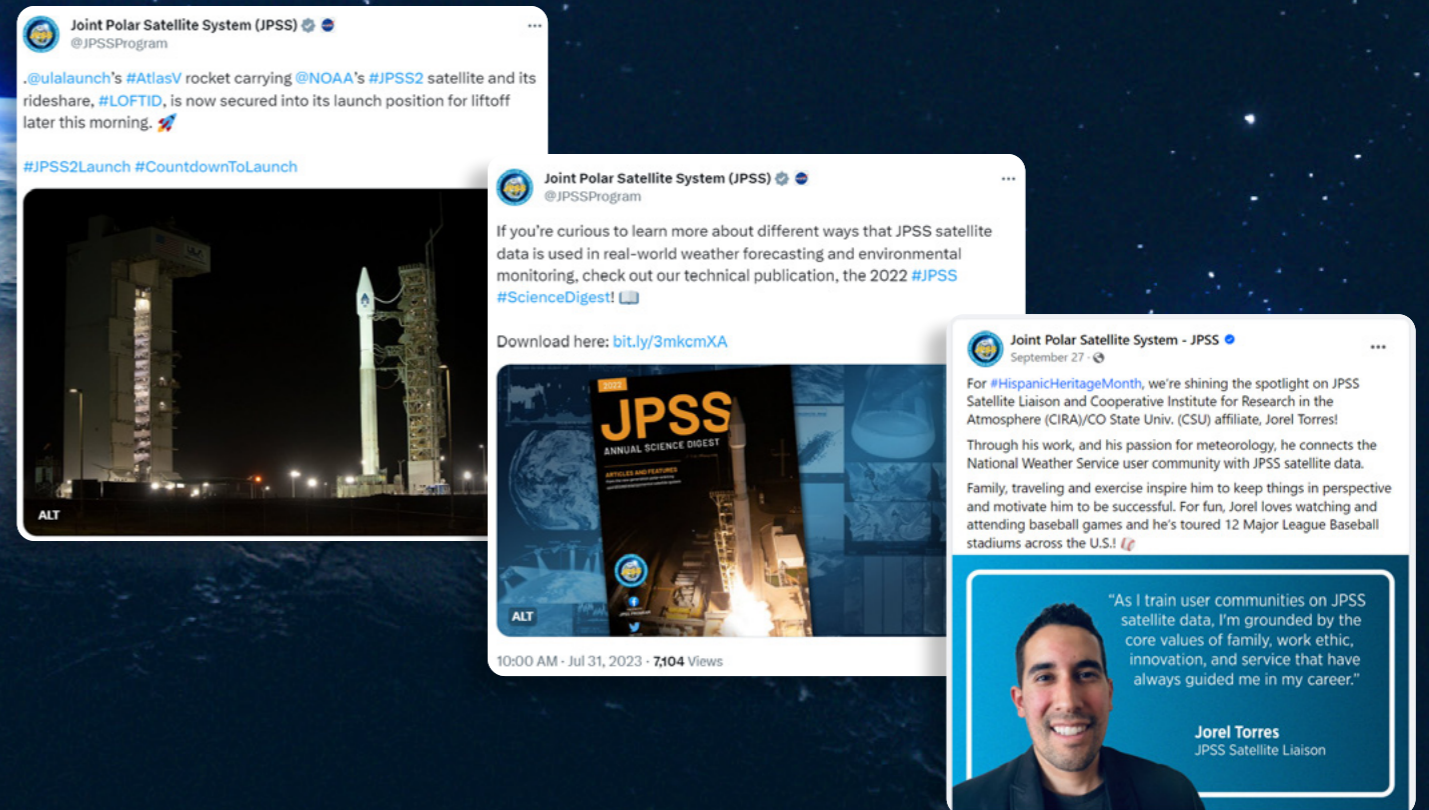 Joint Polar Satellite System (JPSS)
@JPSSProgram
.@ulalaunch's #AtlasV rocket carrying @NOAA's #JPSS2 satellite and its
rideshare, #LOFTID, is now secured into its launch position for liftoff
later this morning. 🚀
#JPSS2Launch #CountdownToLaunch
ALT
Joint Polar Satellite System (JPSS)
@JPSSProgram
If you're curious to learn more about different ways that JPSS satellite
data is used in real-world weather forecasting and environmental
monitoring, check out our technical publication, the 2022 #JPSS
#ScienceDigest! 📖
Download here: bit.ly/3mkcmXA
2022
JPSS
ANNUAL SCIENCE DIGEST
ARTICLES AND FEATURES
ALT
10:00 AM · Jul 31, 2023 · 7,104 Views
Joint Polar Satellite System - JPSS
September 27 ·
For #HispanicHeritageMonth, we're shining the spotlight on JPSS
Satellite Liaison and Cooperative Institute for Research in the
Atmosphere (CIRA)/CO State Univ. (CSU) affiliate, Jorel Torres!
Through his work, and his passion for meteorology, he connects the
National Weather Service user community with JPSS satellite data.
Family, traveling and exercise inspire him to keep things in perspective
and motivate him to be successful. For fun, Jorel loves watching and
attending baseball games and he's toured 12 Major League Baseball
stadiums across the U.S.!
"As I train user communities on JPSS
satellite data, I'm grounded by the
core values of family, work ethic,
innovation, and service that have
always guided me in my career."
Jorel Torres
JPSS Satellite Liaison